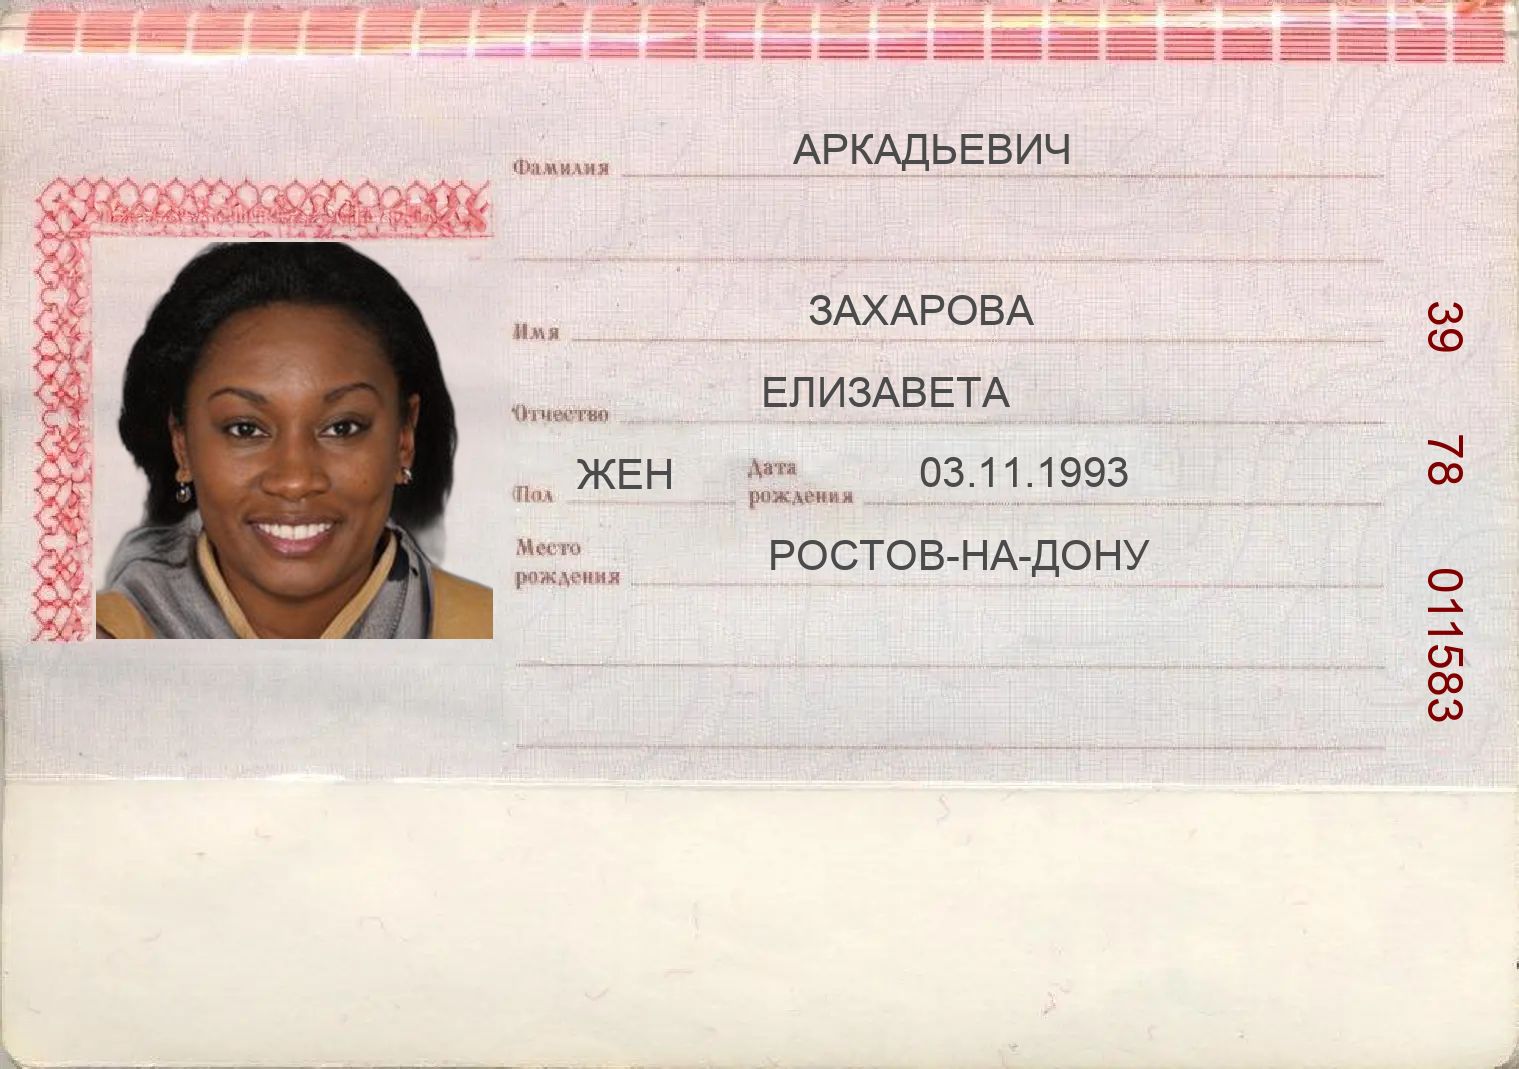 Фамилия АРКАДЬЕВИЧ
Имя ЗАХАРОВА
Отчество ЕЛИЗАВЕТА
Пол ЖЕН Дата рождения 03.11.1993
Место рождения РОСТОВ-НА-ДОНУ
39 78 011583